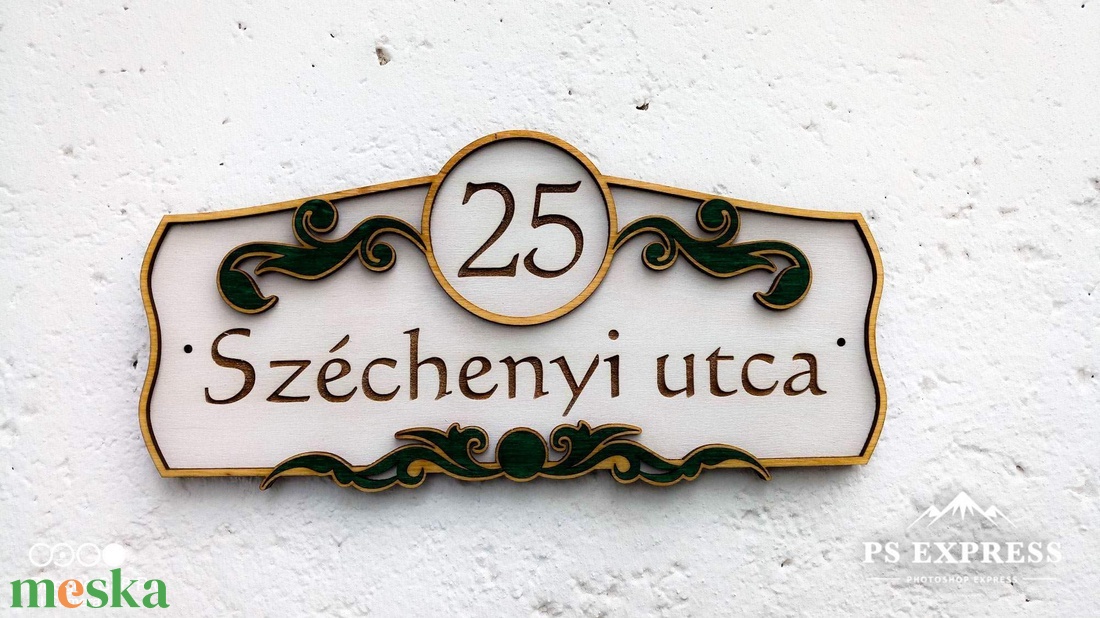 25
Széchenyi utca
PS EXPRESS
PHOTOSHOP EXPRESS
meska